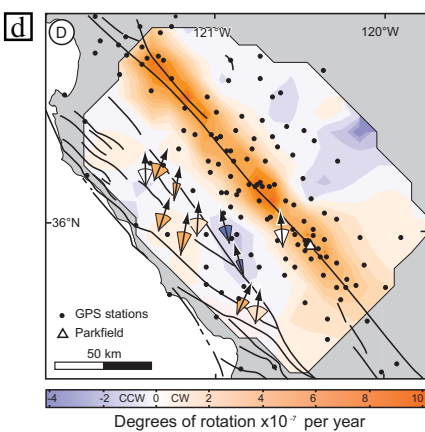 d
D
121°W
120°W
36°N
GPS stations
Parkfield
50 km
-4 -2 CCW 0 CW 2 4 6 8 10
Degrees of rotation x10⁻⁷ per year